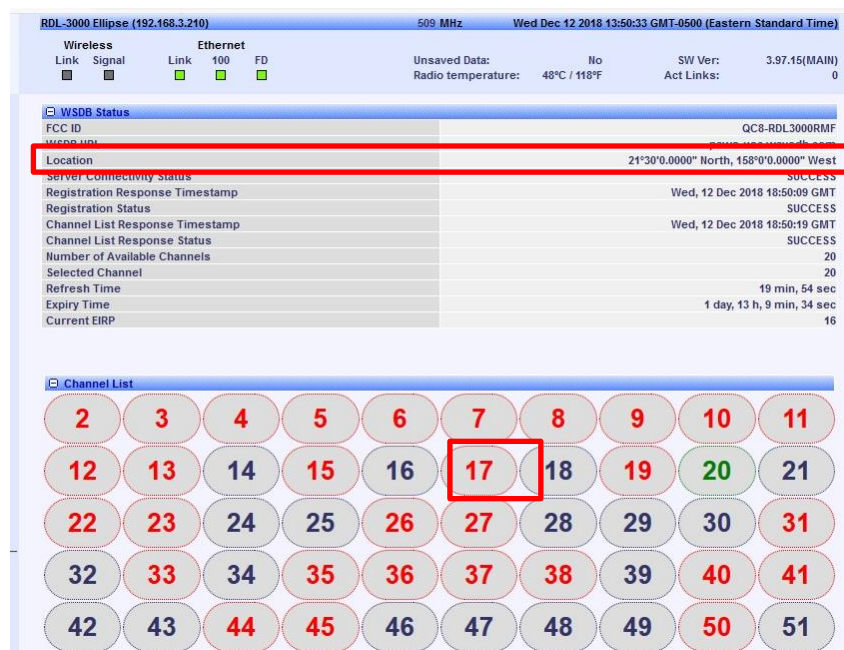 RDL-3000 Ellipse (192.168.3.210) 509 MHz Wed Dec 12 2018 13:50:33 GMT-0500 (Eastern Standard Time)
Wireless Ethernet
Link Signal Link 100 FD Unsaved Data: No SW Ver: 3.97.15(MAIN)
Radio temperature: 48°C / 118°F Act Links: 0
WSDB Status
FCC ID QC8-RDL3000RMF
WSDB URL
Location 21°30'0.0000" North, 158°0'0.0000" West
Server Connectivity Status SUCCESS
Registration Response Timestamp Wed, 12 Dec 2018 18:50:09 GMT
Registration Status SUCCESS
Channel List Response Timestamp Wed, 12 Dec 2018 18:50:19 GMT
Channel List Response Status SUCCESS
Number of Available Channels 20
Selected Channel 20
Refresh Time 19 min, 54 sec
Expiry Time 1 day, 13 h, 9 min, 34 sec
Current EIRP 16
Channel List
2 3 4 5 6 7 8 9 10 11
12 13 14 15 16 17 18 19 20 21
22 23 24 25 26 27 28 29 30 31
32 33 34 35 36 37 38 39 40 41
42 43 44 45 46 47 48 49 50 51